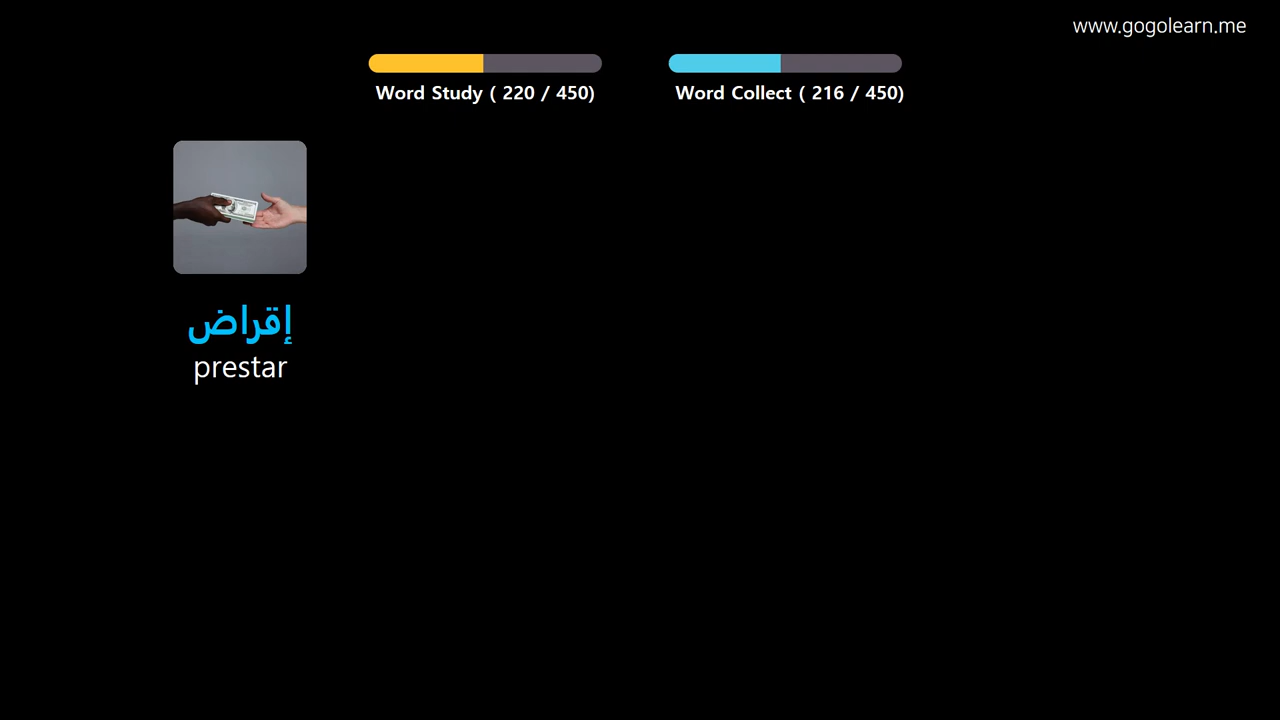 www.gogolearn.me
Word Study ( 220 / 450)
Word Collect ( 216 / 450)
إقراض
prestar